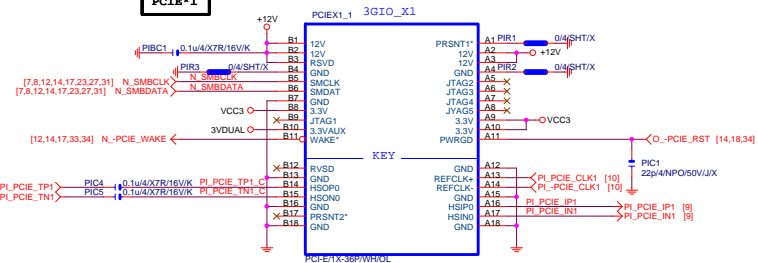 PCIE-1
PCIEX1_1 3GIO_X1
+12V
PIBC1 0.1u/4/X7R/16V/K
B1 12V PRSNT1* A1 PIR1 0/4/SHT/X
B2 12V 12V A2 +12V
B3 RSVD 12V A3
PIR3 0/4/SHT/X B4 GND GND A4 PIR2 0/4/SHT/X
[7,8,12,14,17,23,27,31] N_SMBCLK N_SMBCLK B5 SMCLK JTAG2 A5
[7,8,12,14,17,23,27,31] N_SMBDATA N_SMBDATA B6 SMDAT JTAG3 A6
B7 GND JTAG4 A7
VCC3 B8 3.3V JYAG5 A8
B9 JTAG1 3.3V A9 VCC3
3VDUAL B10 3.3VAUX 3.3V A10
[12,14,17,33,34] N_-PCIE_WAKE B11 WAKE* PWRGD A11 O_-PCIE_RST [14,18,34]
KEY
PIC1
22p/4/NPO/50V/J/X
B12 RVSD GND A12
B13 GND REFCLK+ A13 PI_PCIE_CLK1 [10]
PI_PCIE_TP1 PIC4 0.1u/4/X7R/16V/K PI_PCIE_TP1_C B14 HSOP0 REFCLK- A14 PI_-PCIE_CLK1 [10]
PI_PCIE_TN1 PIC5 0.1u/4/X7R/16V/K PI_PCIE_TN1_C B15 HSON0 GND A15
B16 GND HSIP0 A16 PI_PCIE_IP1 PI_PCIE_IP1 [9]
B17 PRSNT2* HSIN0 A17 PI_PCIE_IN1 PI_PCIE_IN1 [9]
B18 GND GND A18
PCI-E/1X-36P/WH/OL